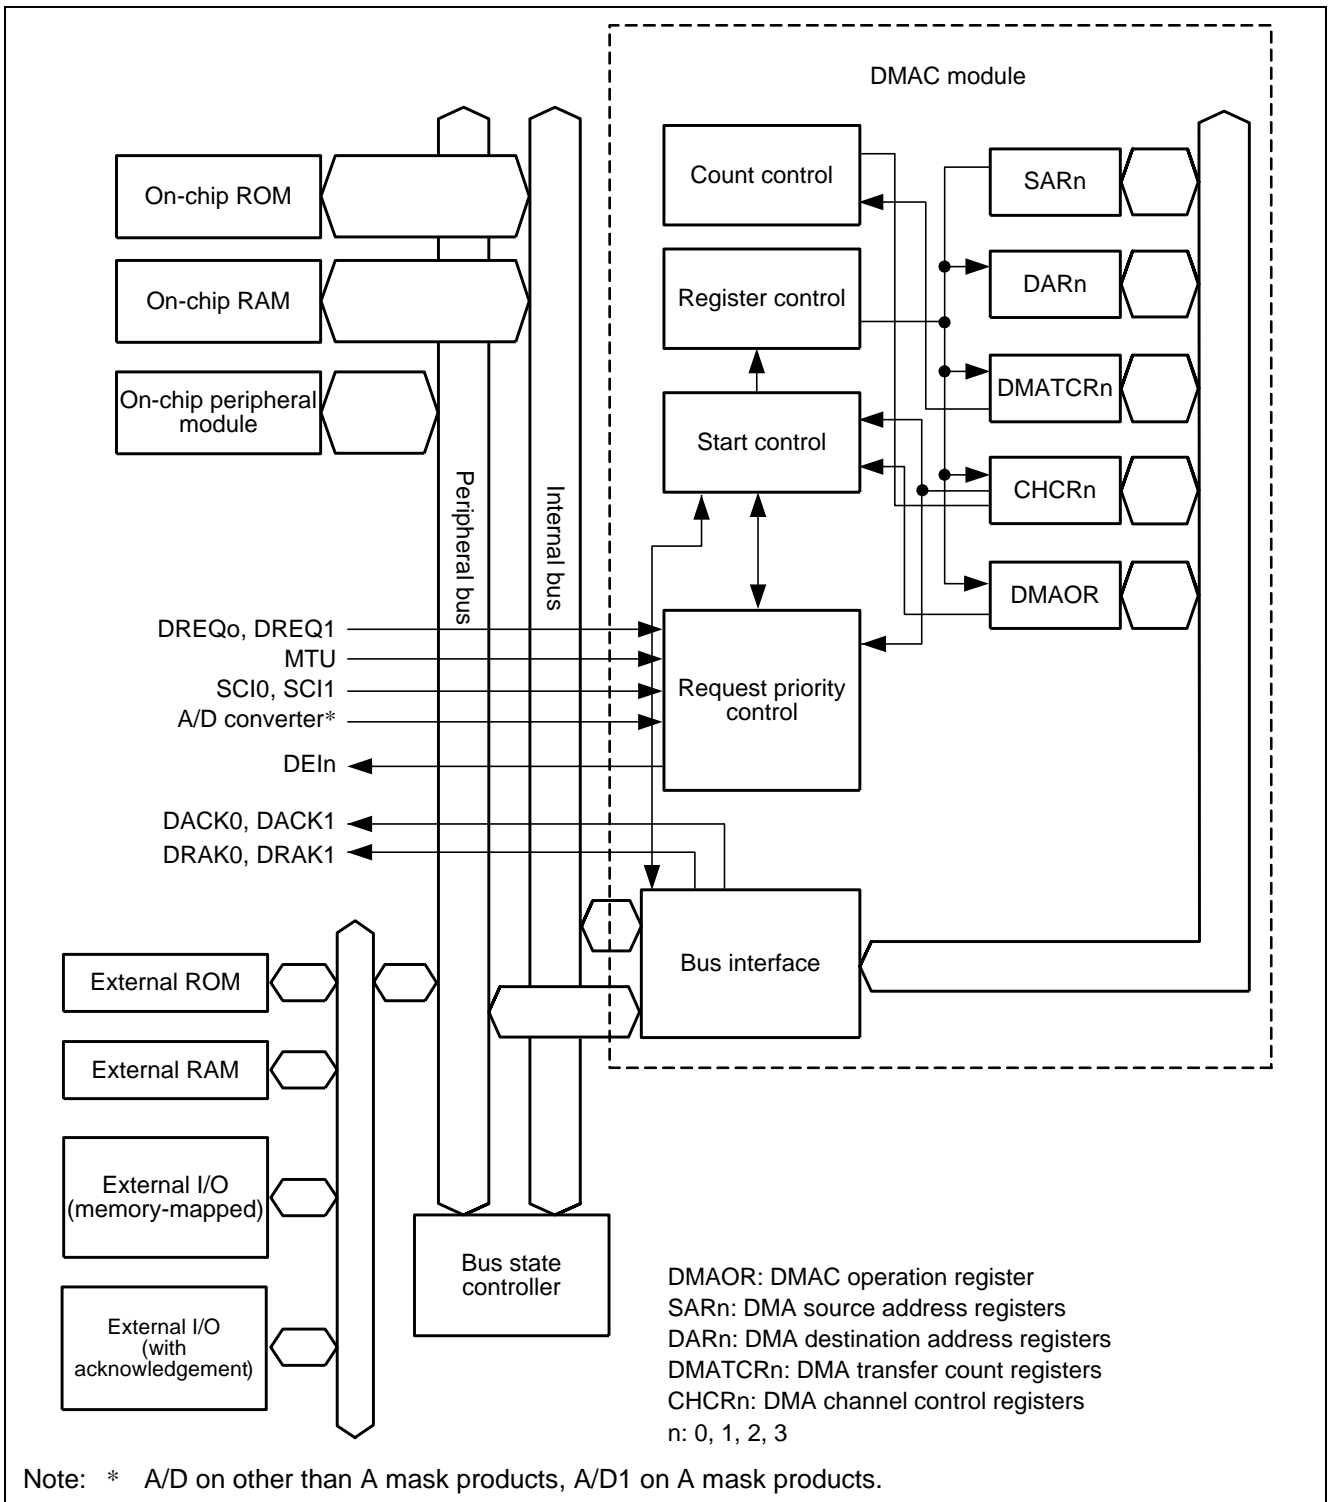 DMAC module
Count control
SARn
On-chip ROM
DARn
Register control
On-chip RAM
DMATCRn
On-chip peripheral
module
Start control
CHCRn
Peripheral bus
Internal bus
DMAOR
DREQo, DREQ1
MTU
SCI0, SCI1
A/D converter*
Request priority
control
DEIn
DACK0, DACK1
DRAK0, DRAK1
Bus interface
External ROM
External RAM
External I/O
(memory-mapped)
Bus state
controller
External I/O
(with
acknowledgement)
DMAOR: DMAC operation register
SARn: DMA source address registers
DARn: DMA destination address registers
DMATCRn: DMA transfer count registers
CHCRn: DMA channel control registers
n: 0, 1, 2, 3
Note: * A/D on other than A mask products, A/D1 on A mask products.